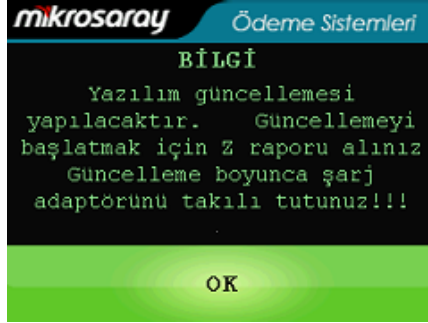 mikrosaray Ödeme Sistemleri
BİLGİ
Yazılım güncellemesi
yapılacaktır. Güncellemeyi
başlatmak için Z raporu alınız
Güncelleme boyunca şarj
adaptörünü takılı tutunuz!!!
.
OK